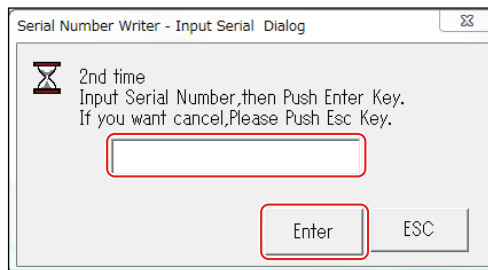 Serial Number Writer - Input Serial Dialog
2nd time
Input Serial Number,then Push Enter Key.
If you want cancel,Please Push Esc Key.
Enter
ESC